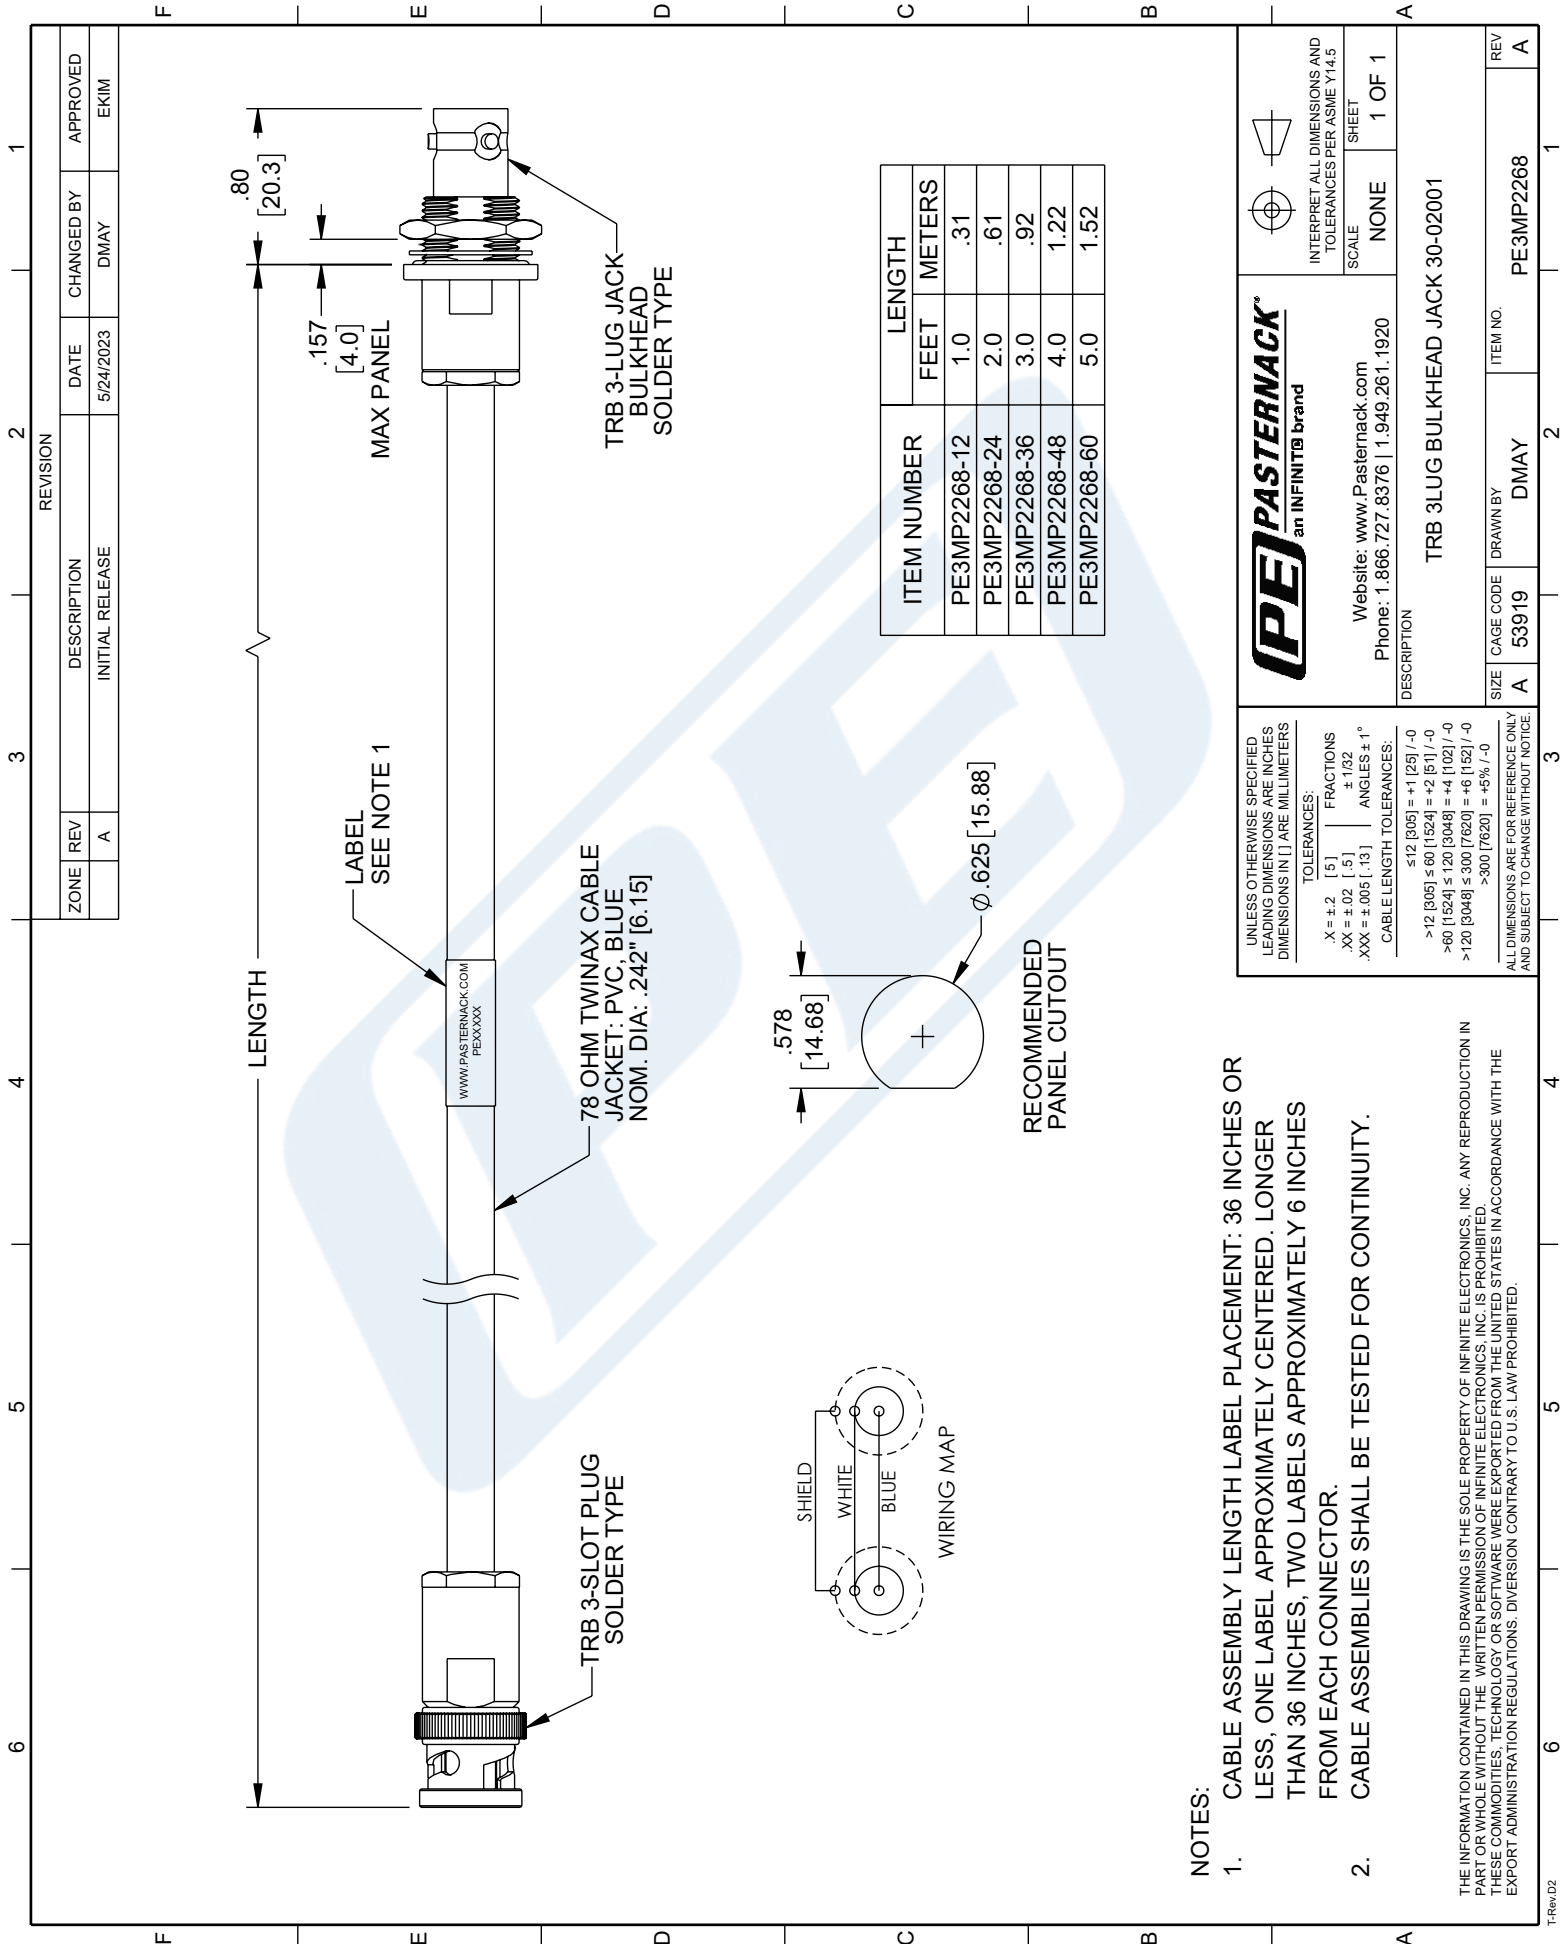 6
5
4
3
2
1
F
E
D
C
B
A
REVISION
ZONE
REV
DESCRIPTION
DATE
CHANGED BY
APPROVED
A
INITIAL RELEASE
5/24/2023
DMAY
EKIM
LENGTH
.80
[20.3]
.157
[4.0]
MAX PANEL
LABEL
SEE NOTE 1
WWW.PASTERNACK.COM
PEXXXXX
TRB 3-SLOT PLUG
SOLDER TYPE
78 OHM TWINAX CABLE
JACKET: PVC, BLUE
NOM. DIA: .242" [6.15]
TRB 3-LUG JACK
BULKHEAD
SOLDER TYPE
SHIELD
WHITE
BLUE
WIRING MAP
.578
[14.68]
Ø.625 [15.88]
RECOMMENDED
PANEL CUTOUT
ITEM NUMBER
LENGTH
FEET
METERS
PE3MP2268-12 1.0 .31
PE3MP2268-24 2.0 .61
PE3MP2268-36 3.0 .92
PE3MP2268-48 4.0 1.22
PE3MP2268-60 5.0 1.52
NOTES:
1. CABLE ASSEMBLY LENGTH LABEL PLACEMENT: 36 INCHES OR
LESS, ONE LABEL APPROXIMATELY CENTERED. LONGER
THAN 36 INCHES, TWO LABELS APPROXIMATELY 6 INCHES
FROM EACH CONNECTOR.
2. CABLE ASSEMBLIES SHALL BE TESTED FOR CONTINUITY.
THE INFORMATION CONTAINED IN THIS DRAWING IS THE SOLE PROPERTY OF INFINITE ELECTRONICS, INC. ANY REPRODUCTION IN
PART OR WHOLE WITHOUT THE WRITTEN PERMISSION OF INFINITE ELECTRONICS, INC. IS PROHIBITED.
THESE COMMODITIES, TECHNOLOGY OR SOFTWARE WERE EXPORTED FROM THE UNITED STATES IN ACCORDANCE WITH THE
EXPORT ADMINISTRATION REGULATIONS. DIVERSION CONTRARY TO U.S. LAW PROHIBITED.
UNLESS OTHERWISE SPECIFIED
LEADING DIMENSIONS ARE INCHES
DIMENSIONS IN [ ] ARE MILLIMETERS
TOLERANCES:
.X = ±.2 [5]
.XX = ±.02 [.5]
.XXX = ±.005 [.13]
FRACTIONS
± 1/32
ANGLES ± 1°
CABLE LENGTH TOLERANCES:
≤12 [305] = +1 [25] / -0
>12 [305] ≤ 60 [1524] = +2 [51] / -0
>60 [1524] ≤ 120 [3048] = +4 [102] / -0
>120 [3048] ≤ 300 [7620] = +6 [152] / -0
>300 [7620] = +5% / -0
ALL DIMENSIONS ARE FOR REFERENCE ONLY
AND SUBJECT TO CHANGE WITHOUT NOTICE.
PE PASTERNACK®
an INFINIT® brand
Website: www.Pasternack.com
Phone: 1.866.727.8376 | 1.949.261.1920
INTERPRET ALL DIMENSIONS AND
TOLERANCES PER ASME Y14.5
SCALE
NONE
SHEET
1 OF 1
DESCRIPTION
TRB 3LUG BULKHEAD JACK 30-02001
SIZE
A
CAGE CODE
53919
DRAWN BY
DMAY
ITEM NO.
PE3MP2268
REV
A
F
E
D
C
B
A
6
5
4
3
2
1
T-Rev.D2
PE